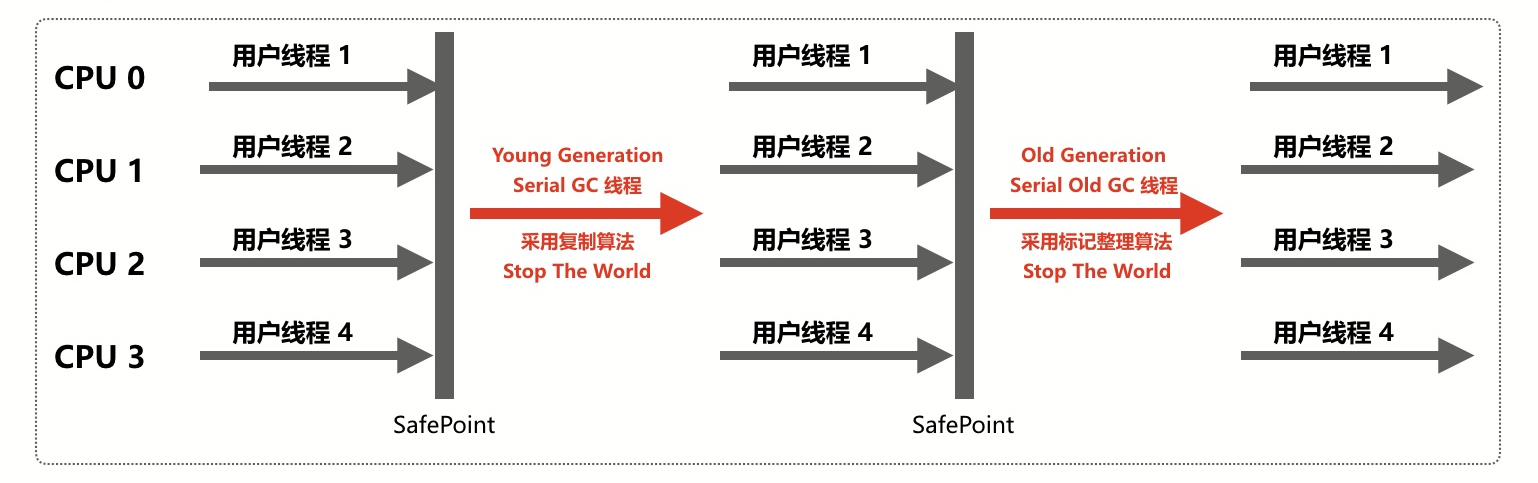 CPU 0
用户线程 1
用户线程 1
用户线程 1
CPU 1
用户线程 2
Young Generation
Serial GC 线程
用户线程 2
Old Generation
Serial Old GC 线程
用户线程 2
CPU 2
用户线程 3
采用复制算法
Stop The World
用户线程 3
采用标记整理算法
Stop The World
用户线程 3
CPU 3
用户线程 4
用户线程 4
用户线程 4
SafePoint
SafePoint